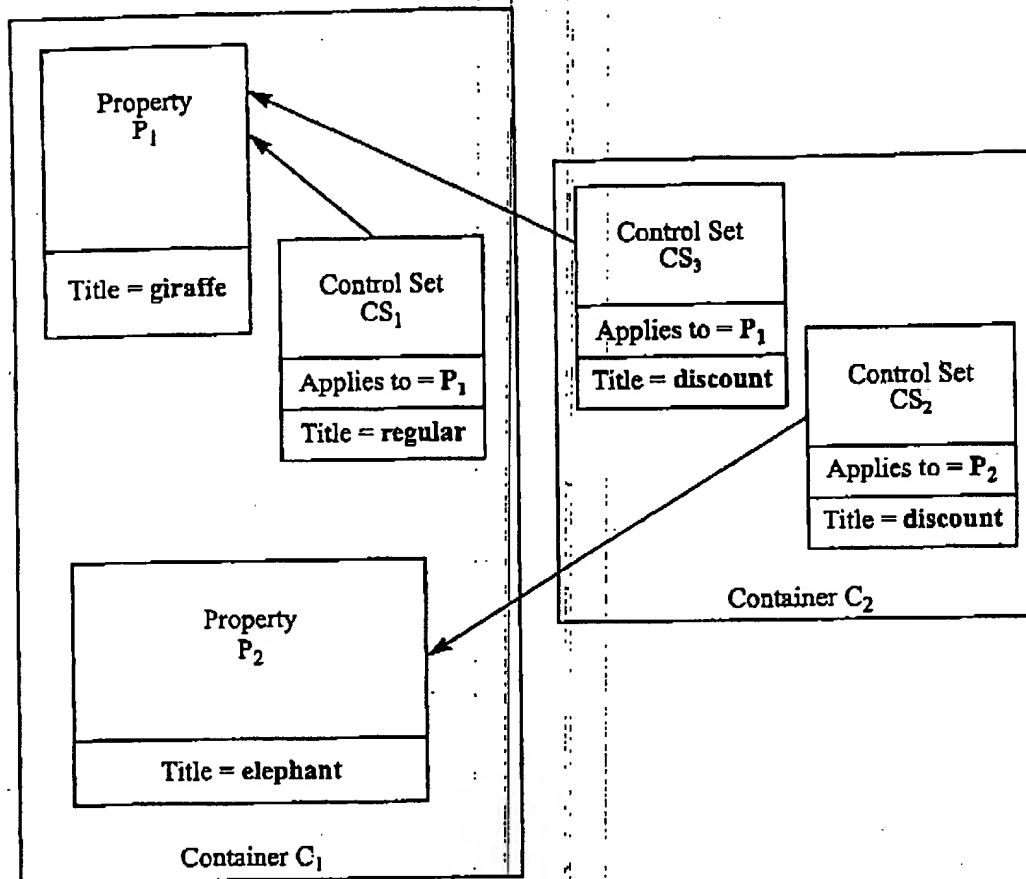 Property
P₁
Title = giraffe
Control Set
CS₁
Applies to = P₁
Title = regular
Property
P₂
Title = elephant
Container C₁
Control Set
CS₃
Applies to = P₁
Title = discount
Control Set
CS₂
Applies to = P₂
Title = discount
Container C₂